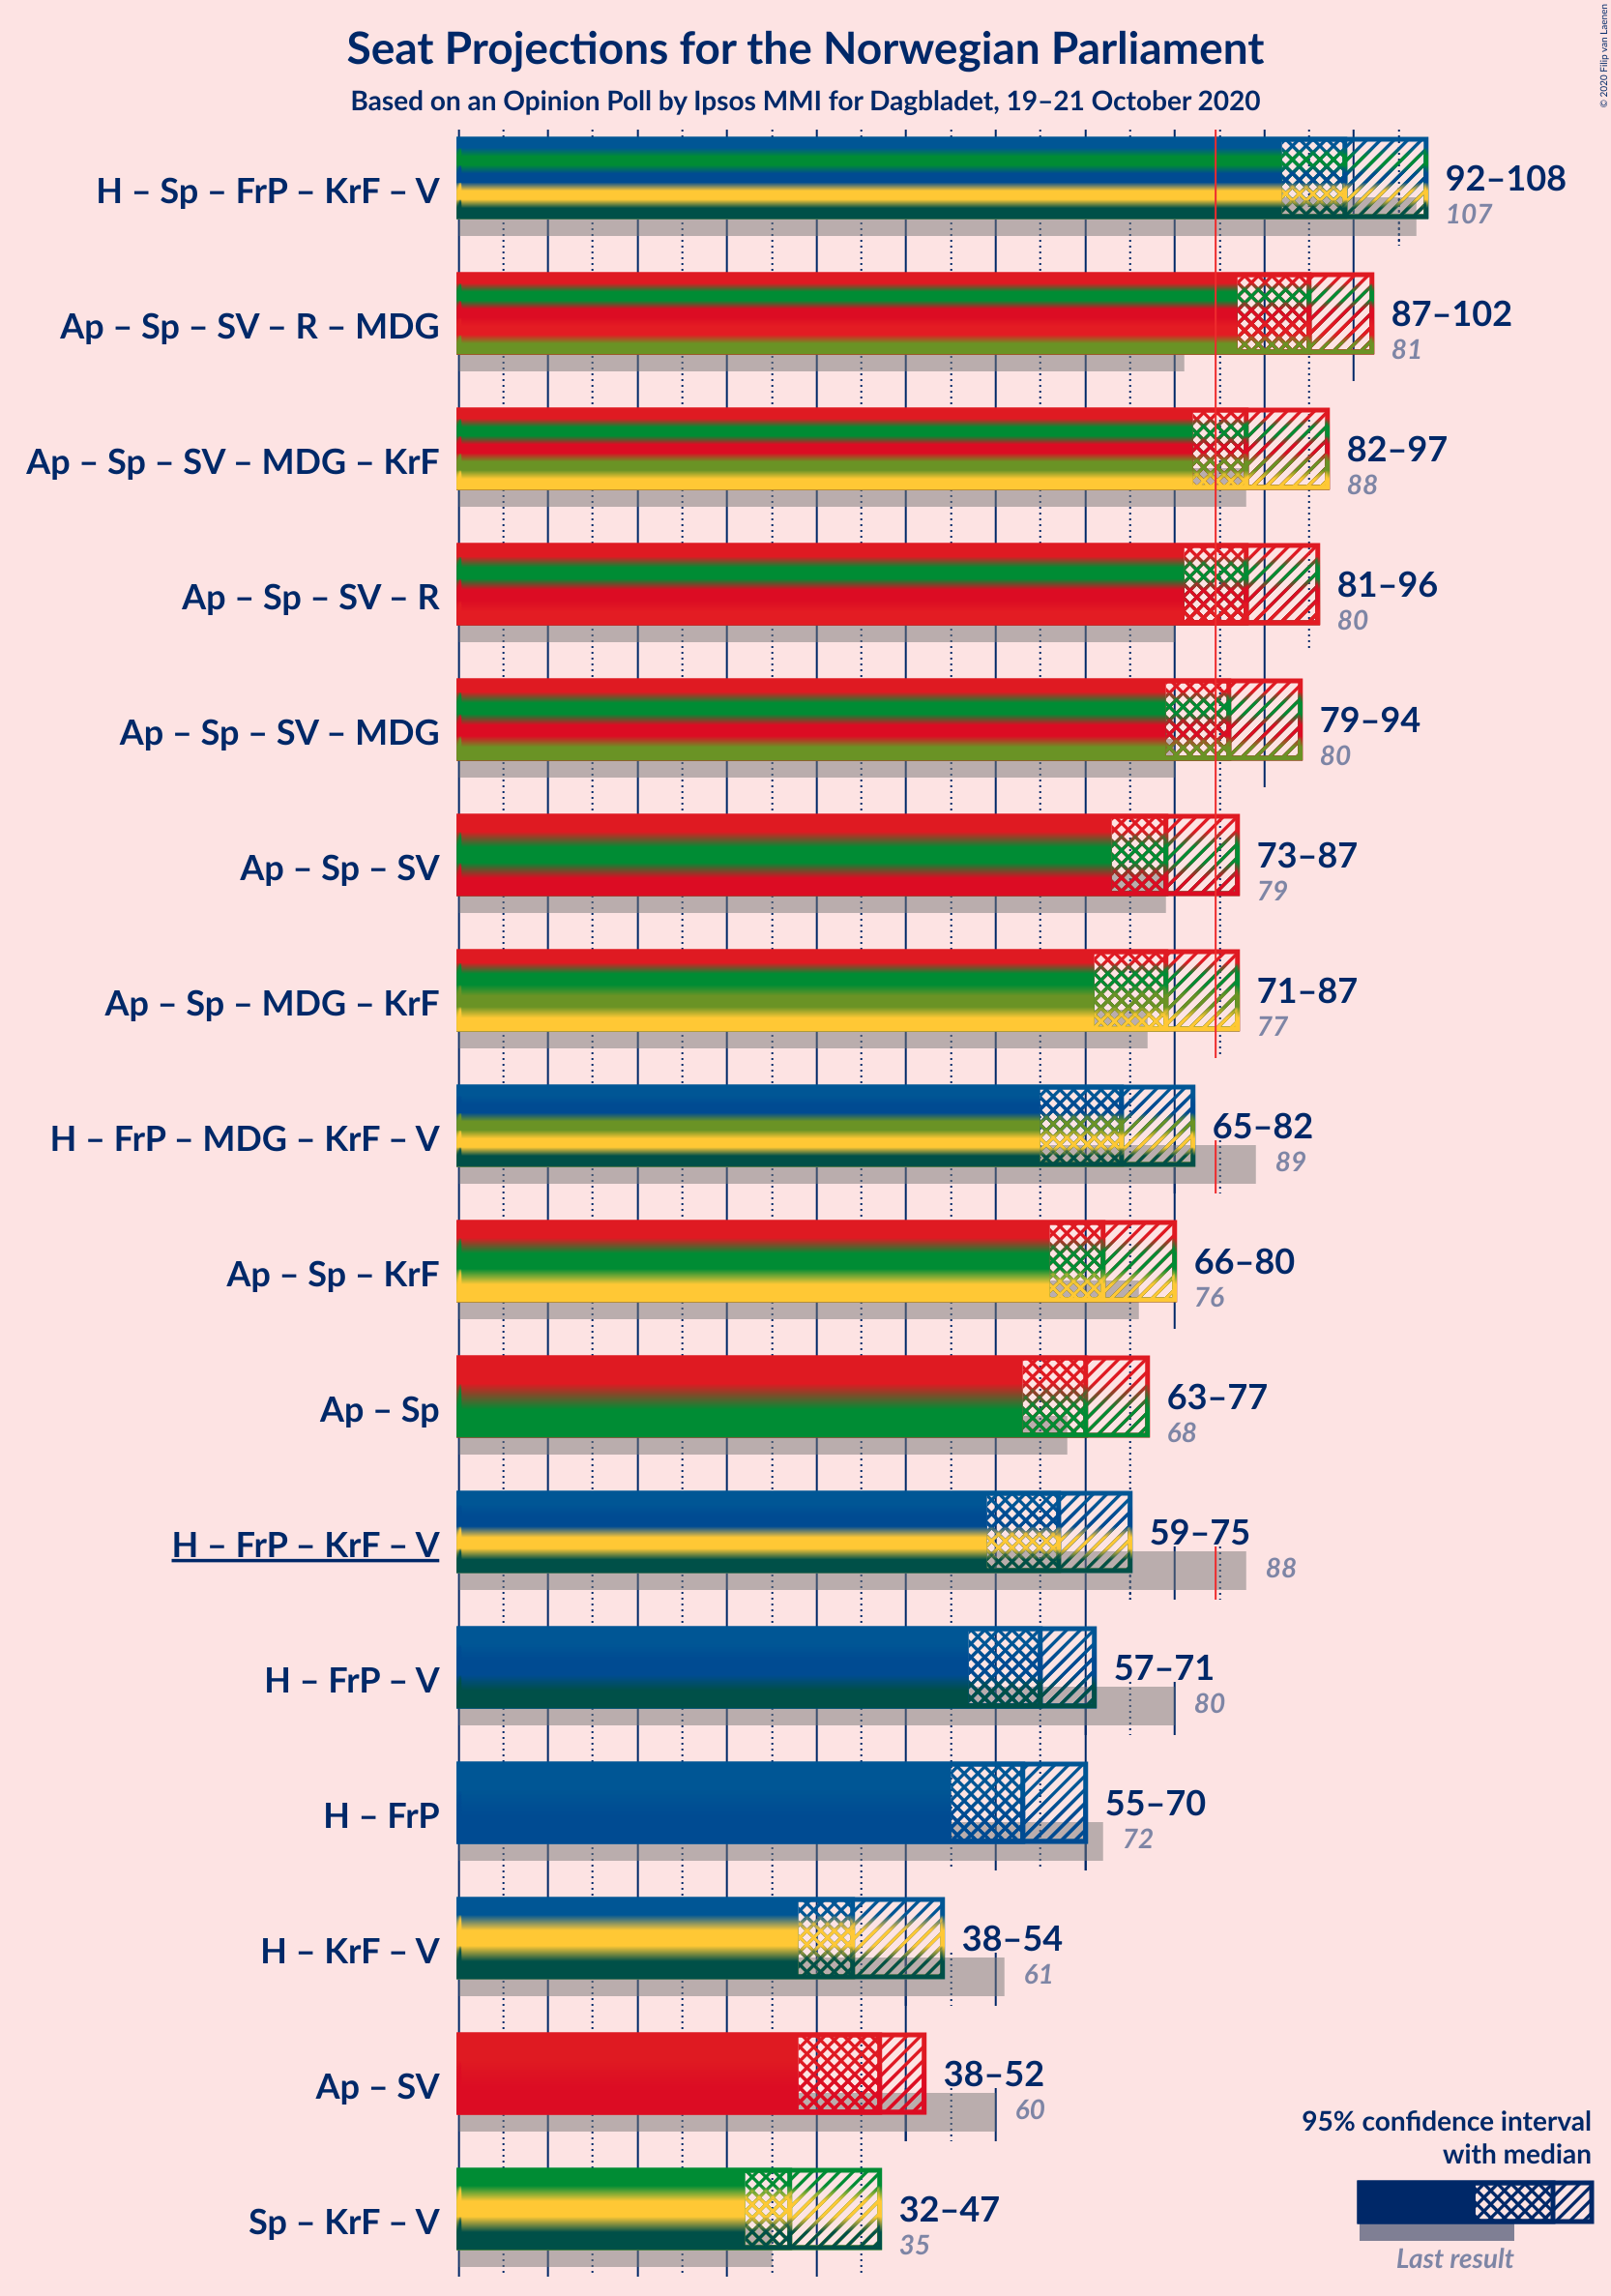 Seat Projections for the Norwegian Parliament
Based on an Opinion Poll by Ipsos MMI for Dagbladet, 19–21 October 2020
© 2020 Filip van Laenen
H – Sp – FrP – KrF – V
92–108
107
Ap – Sp – SV – R – MDG
87–102
81
Ap – Sp – SV – MDG – KrF
82–97
88
Ap – Sp – SV – R
81–96
80
Ap – Sp – SV – MDG
79–94
80
Ap – Sp – SV
73–87
79
Ap – Sp – MDG – KrF
71–87
77
H – FrP – MDG – KrF – V
65–82
89
Ap – Sp – KrF
66–80
76
Ap – Sp
63–77
68
H – FrP – KrF – V
59–75
88
H – FrP – V
57–71
80
H – FrP
55–70
72
H – KrF – V
38–54
61
Ap – SV
38–52
60
Sp – KrF – V
32–47
35
95% confidence interval
with median
Last result